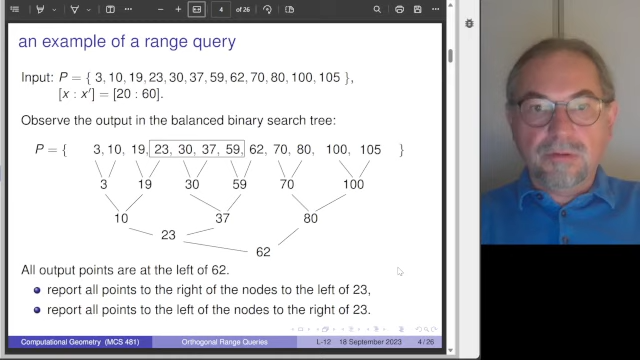 4 of 26
an example of a range query
Input: P = { 3, 10, 19, 23, 30, 37, 59, 62, 70, 80, 100, 105 },
[x : x′] = [20 : 60].
Observe the output in the balanced binary search tree:
P = { 3, 10, 19, 23, 30, 37, 59, 62, 70, 80, 100, 105 }
3 19 30 59 70 100
10 37 80
23
62
All output points are at the left of 62.
report all points to the right of the nodes to the left of 23,
report all points to the left of the nodes to the right of 23.
Computational Geometry (MCS 481) Orthogonal Range Queries L-12 18 September 2023 4 / 26